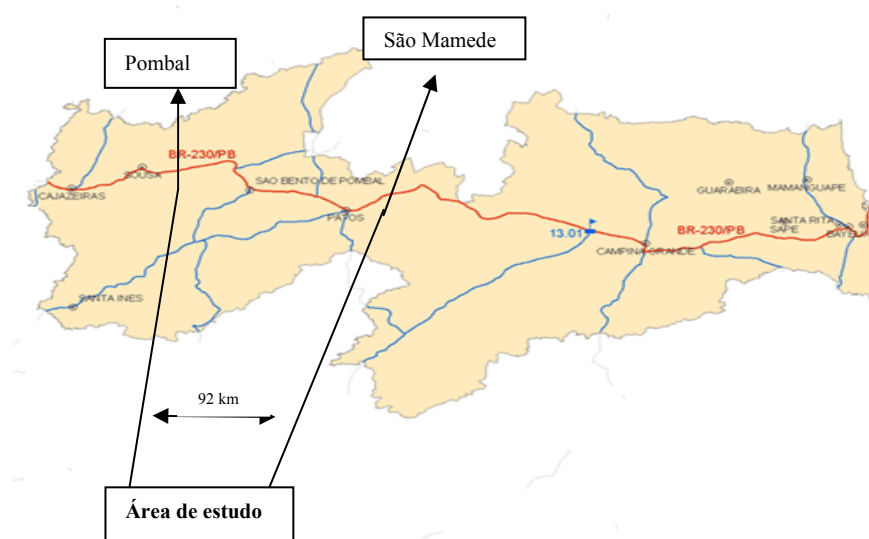 São Mamede
Pombal
BR-230/PB
SOUSA
CAJAZEIRAS
SAO BENTO DE POMBAL
GUARABIRA
MAMANGUAPE
PATOS
SANTA RITA
SAPE
13.01
BR-230/PB
CAMPINA GRANDE
SANTA INES
92 km
Área de estudo